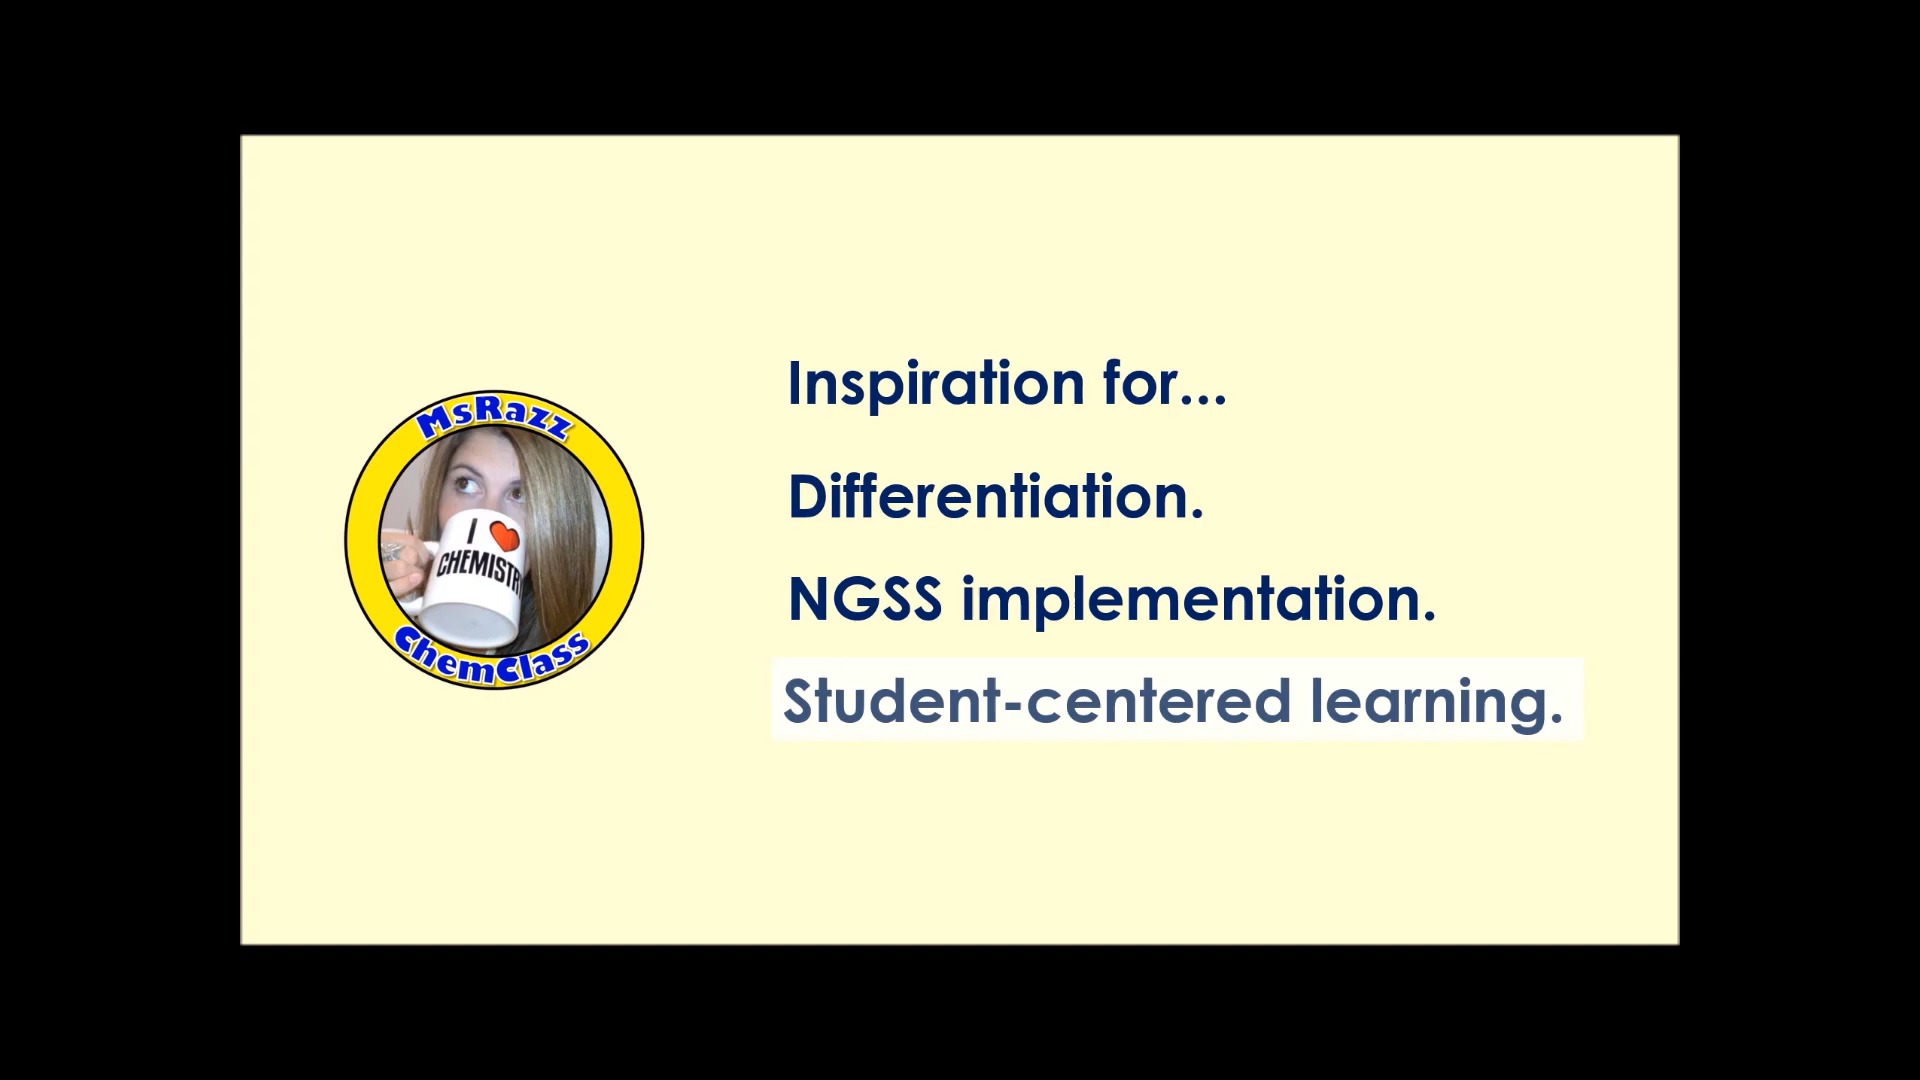 MsRazz
I
CHEMISTR
ChemClass
Inspiration for...
Differentiation.
NGSS implementation.
Student-centered learning.